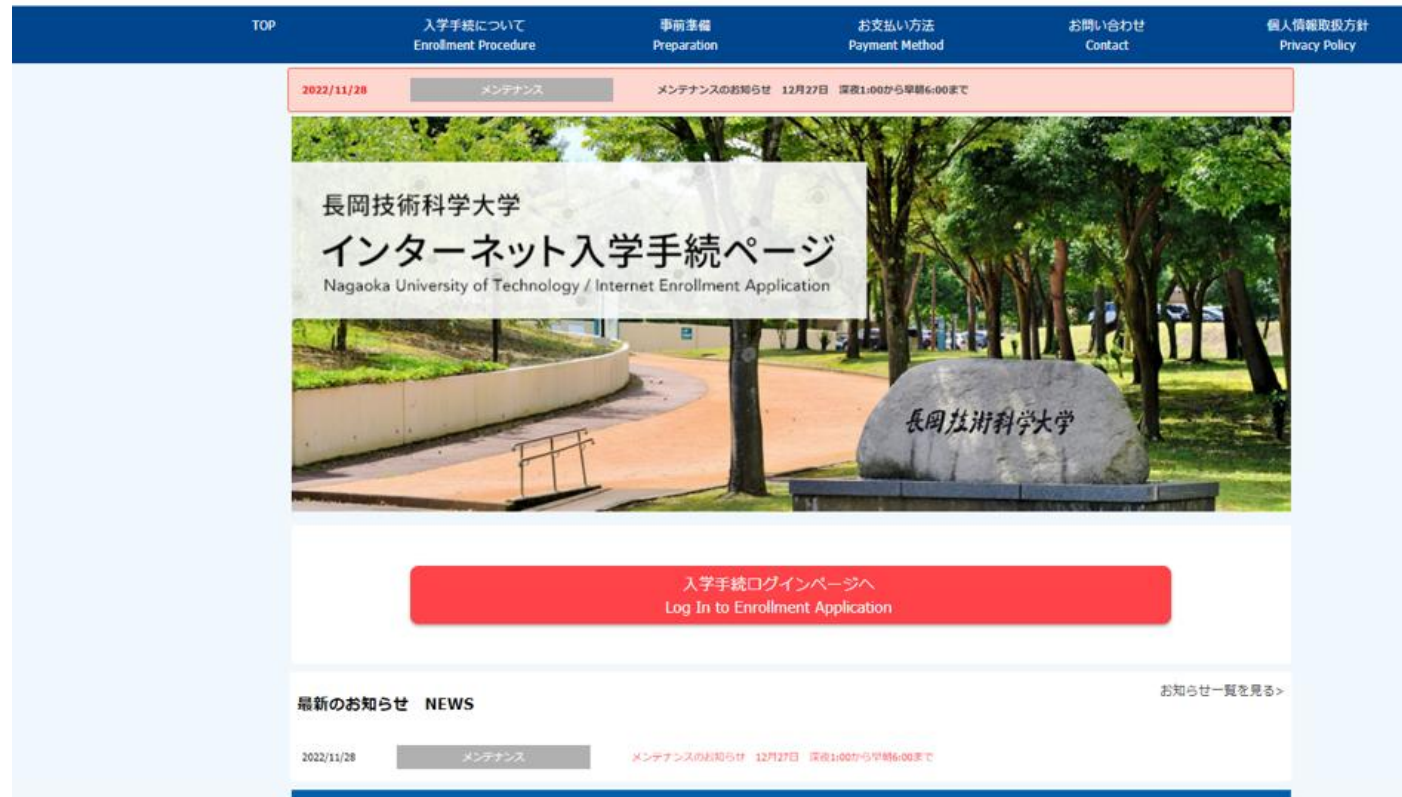 TOP
入学手続について
Enrollment Procedure
事前準備
Preparation
お支払い方法
Payment Method
お問い合わせ
Contact
個人情報取扱方針
Privacy Policy
2022/11/28 メンテナンス メンテナンスのお知らせ 12月27日 深夜1:00から早朝6:00まで
長岡技術科学大学
インターネット入学手続ページ
Nagaoka University of Technology / Internet Enrollment Application
長岡技術科学大学
入学手続ログインページへ
Log In to Enrollment Application
お知らせ一覧を見る>
最新のお知らせ NEWS
2022/11/28 メンテナンス メンテナンスのお知らせ 12月27日 深夜1:00から早朝6:00まで